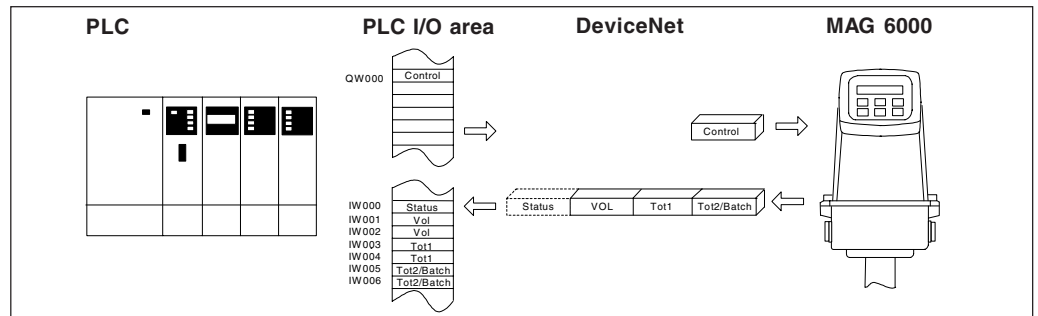 PLC PLC I/O area DeviceNet MAG 6000
QW000 Control
Control
IW000 Status
IW001 Vol
IW002 Vol
IW003 Tot1
IW004 Tot1
IW005 Tot2/Batch
IW006 Tot2/Batch
Status VOL Tot1 Tot2/Batch